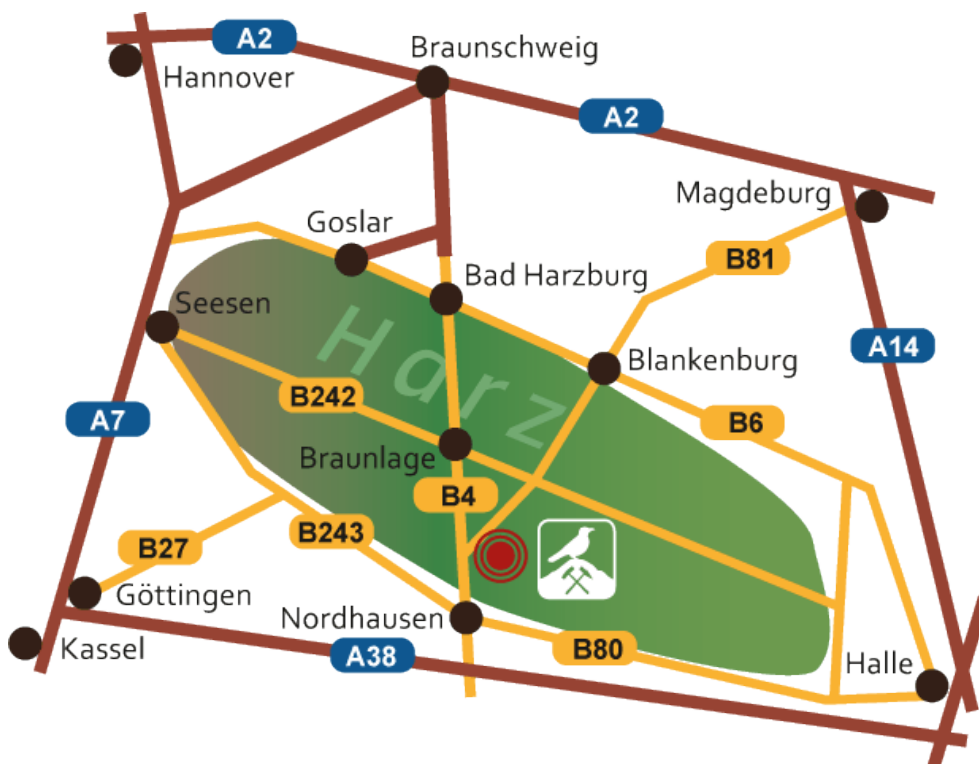 A2
Braunschweig
Hannover
A2
Magdeburg
Goslar
B81
Bad Harzburg
Seesen
Harz
A14
Blankenburg
B242
A7
B6
Braunlage
B4
B243
B27
Göttingen
Nordhausen
Kassel
A38
B80
Halle